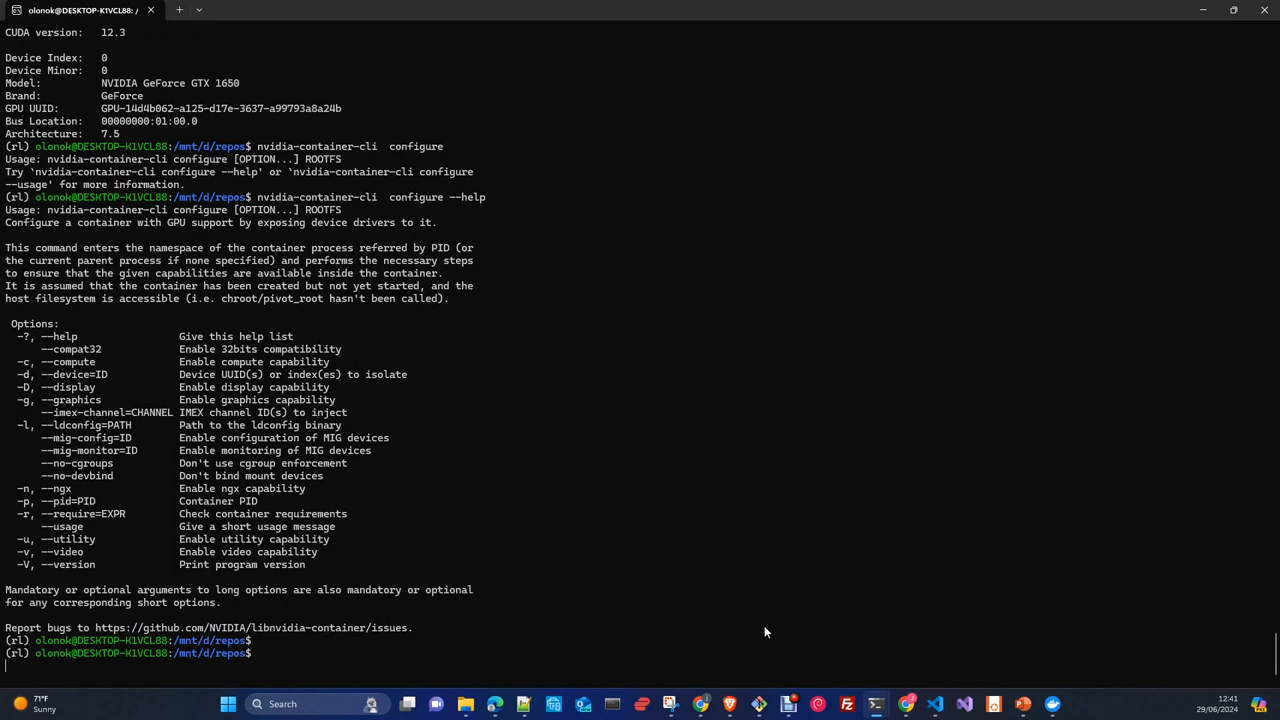 olonok@DESKTOP-K1VCL88: /
CUDA version:   12.3
Device Index:   0
Device Minor:   0
Model:          NVIDIA GeForce GTX 1650
Brand:          GeForce
GPU UUID:       GPU-14d4b062-a125-d17e-3637-a99793a8a24b
Bus Location:   00000000:01:00.0
Architecture:   7.5
(rl) olonok@DESKTOP-K1VCL88:/mnt/d/repos$ nvidia-container-cli  configure
Usage: nvidia-container-cli configure [OPTION...] ROOTFS
Try `nvidia-container-cli configure --help' or `nvidia-container-cli configure
--usage' for more information.
(rl) olonok@DESKTOP-K1VCL88:/mnt/d/repos$ nvidia-container-cli  configure --help
Usage: nvidia-container-cli configure [OPTION...] ROOTFS
Configure a container with GPU support by exposing device drivers to it.
This command enters the namespace of the container process referred by PID (or
the current parent process if none specified) and performs the necessary steps
to ensure that the given capabilities are available inside the container.
It is assumed that the container has been created but not yet started, and the
host filesystem is accessible (i.e. chroot/pivot_root hasn't been called).
Options:
-?, --help                 Give this help list
--compat32             Enable 32bits compatibility
-c, --compute              Enable compute capability
-d, --device=ID            Device UUID(s) or index(es) to isolate
-D, --display              Enable display capability
-g, --graphics             Enable graphics capability
--imex-channel=CHANNEL IMEX channel ID(s) to inject
-l, --ldconfig=PATH        Path to the ldconfig binary
--mig-config=ID        Enable configuration of MIG devices
--mig-monitor=ID       Enable monitoring of MIG devices
--no-cgroups           Don't use cgroup enforcement
--no-devbind           Don't bind mount devices
-n, --ngx                  Enable ngx capability
-p, --pid=PID              Container PID
-r, --require=EXPR         Check container requirements
--usage                Give a short usage message
-u, --utility              Enable utility capability
-v, --video                Enable video capability
-V, --version              Print program version
Mandatory or optional arguments to long options are also mandatory or optional
for any corresponding short options.
Report bugs to https://github.com/NVIDIA/libnvidia-container/issues.
(rl) olonok@DESKTOP-K1VCL88:/mnt/d/repos$
(rl) olonok@DESKTOP-K1VCL88:/mnt/d/repos$
71°F
Sunny
Search
12:41
29/06/2024